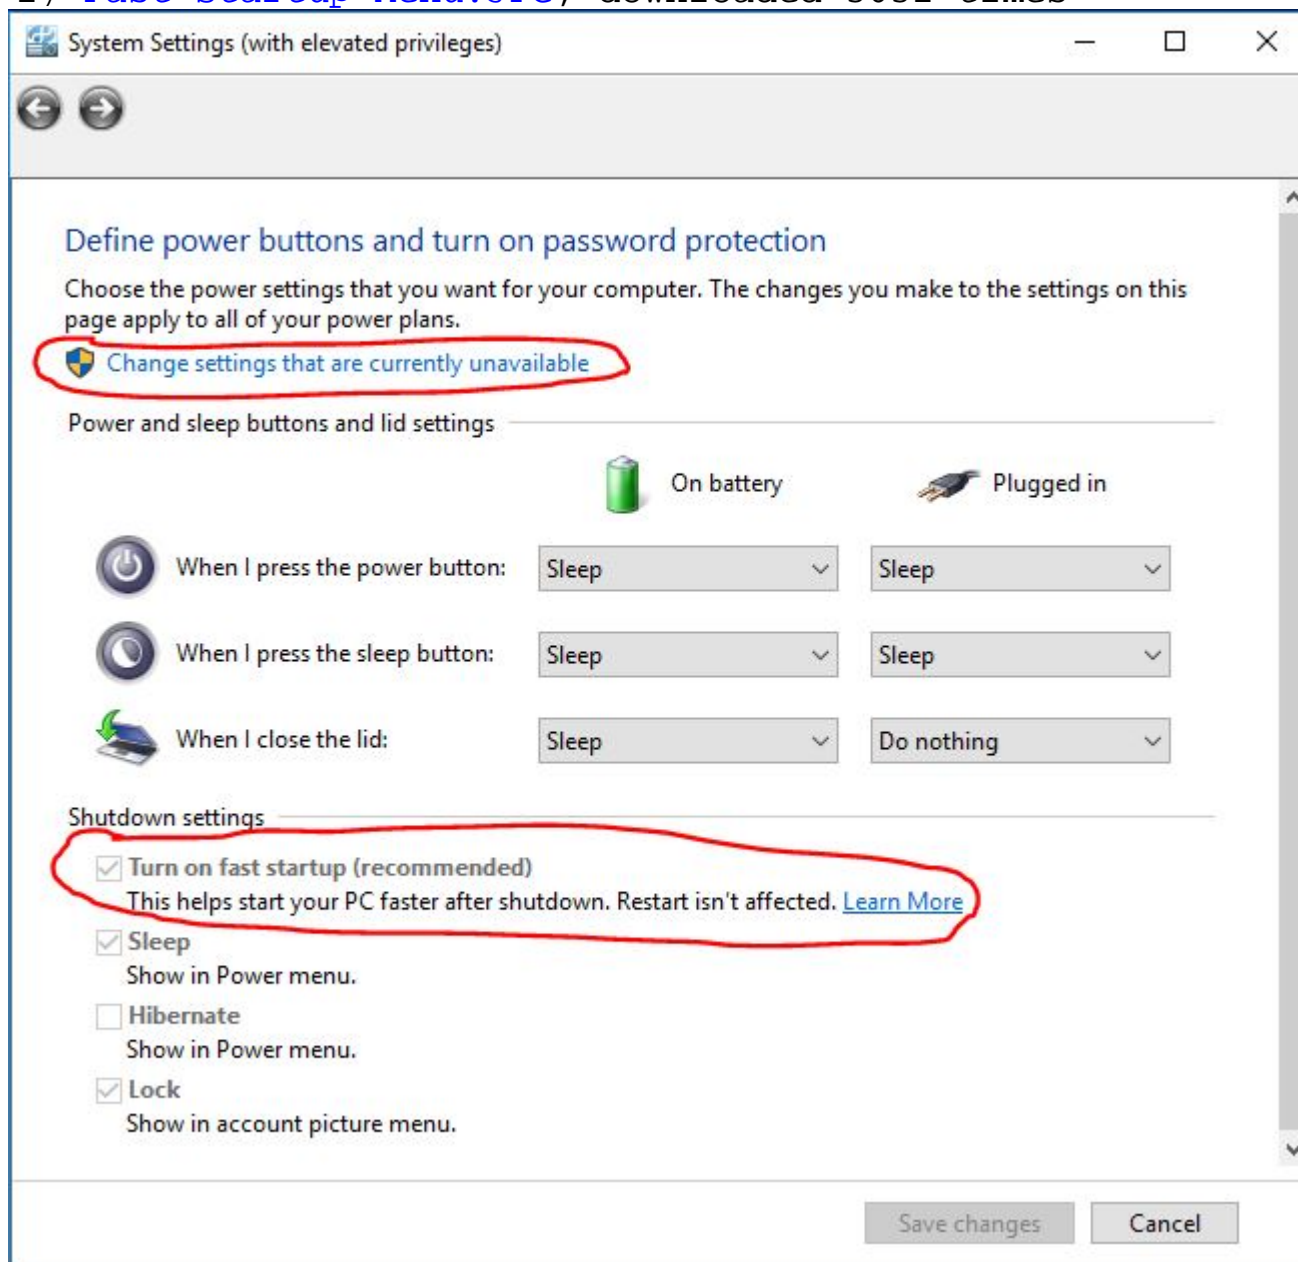 System Settings (with elevated privileges)
Define power buttons and turn on password protection
Choose the power settings that you want for your computer. The changes you make to the settings on this
page apply to all of your power plans.
Change settings that are currently unavailable
Power and sleep buttons and lid settings
On battery Plugged in
When I press the power button: Sleep Sleep
When I press the sleep button: Sleep Sleep
When I close the lid: Sleep Do nothing
Shutdown settings
Turn on fast startup (recommended)
This helps start your PC faster after shutdown. Restart isn't affected. Learn More
Sleep
Show in Power menu.
Hibernate
Show in Power menu.
Lock
Show in account picture menu.
Save changes Cancel